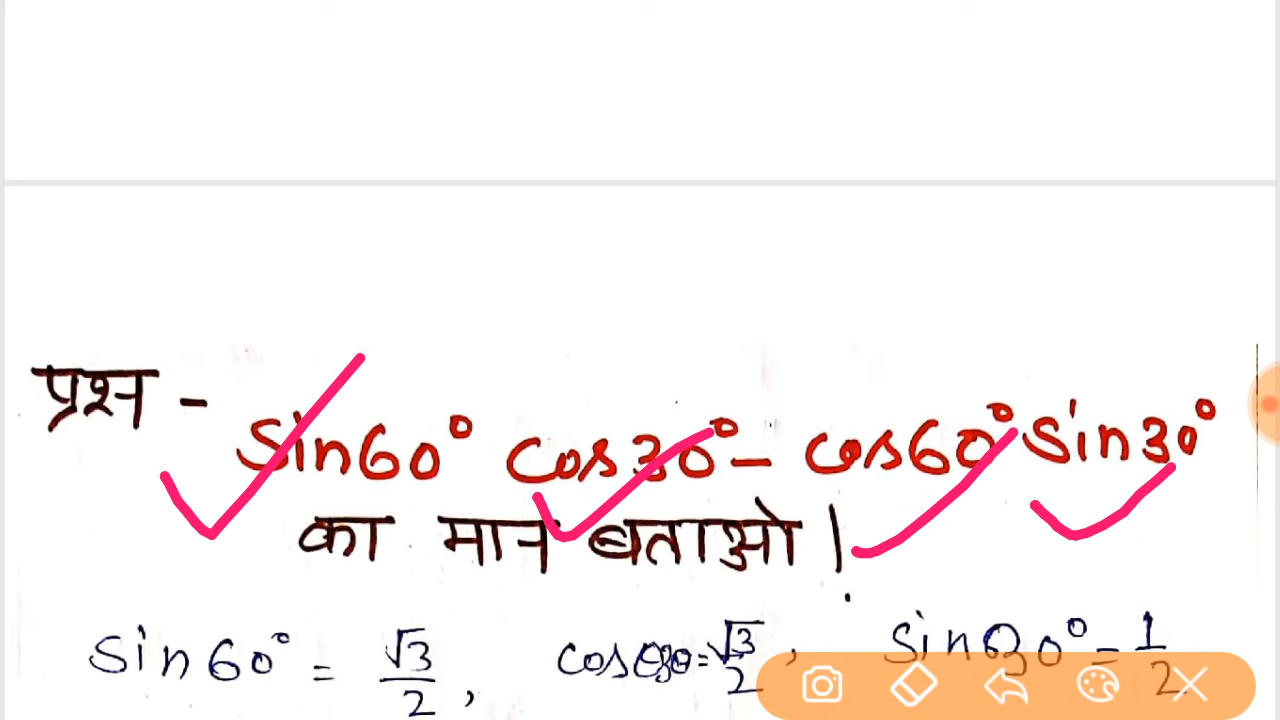 प्रश्न - Sin60° Cos30° - Cos60° Sin30°
का मान बताओ |
Sin60° = √3/2, Cos30 = √3/2, Sin30° = 1/2